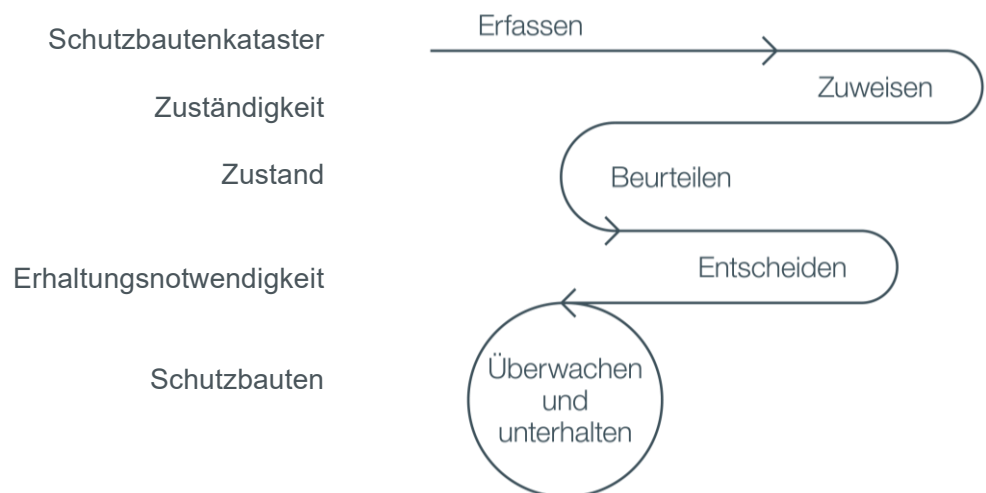 Schutzbautenkataster
Erfassen
Zuständigkeit
Zuweisen
Zustand
Beurteilen
Erhaltungsnotwendigkeit
Entscheiden
Schutzbauten
Überwachen
und
unterhalten